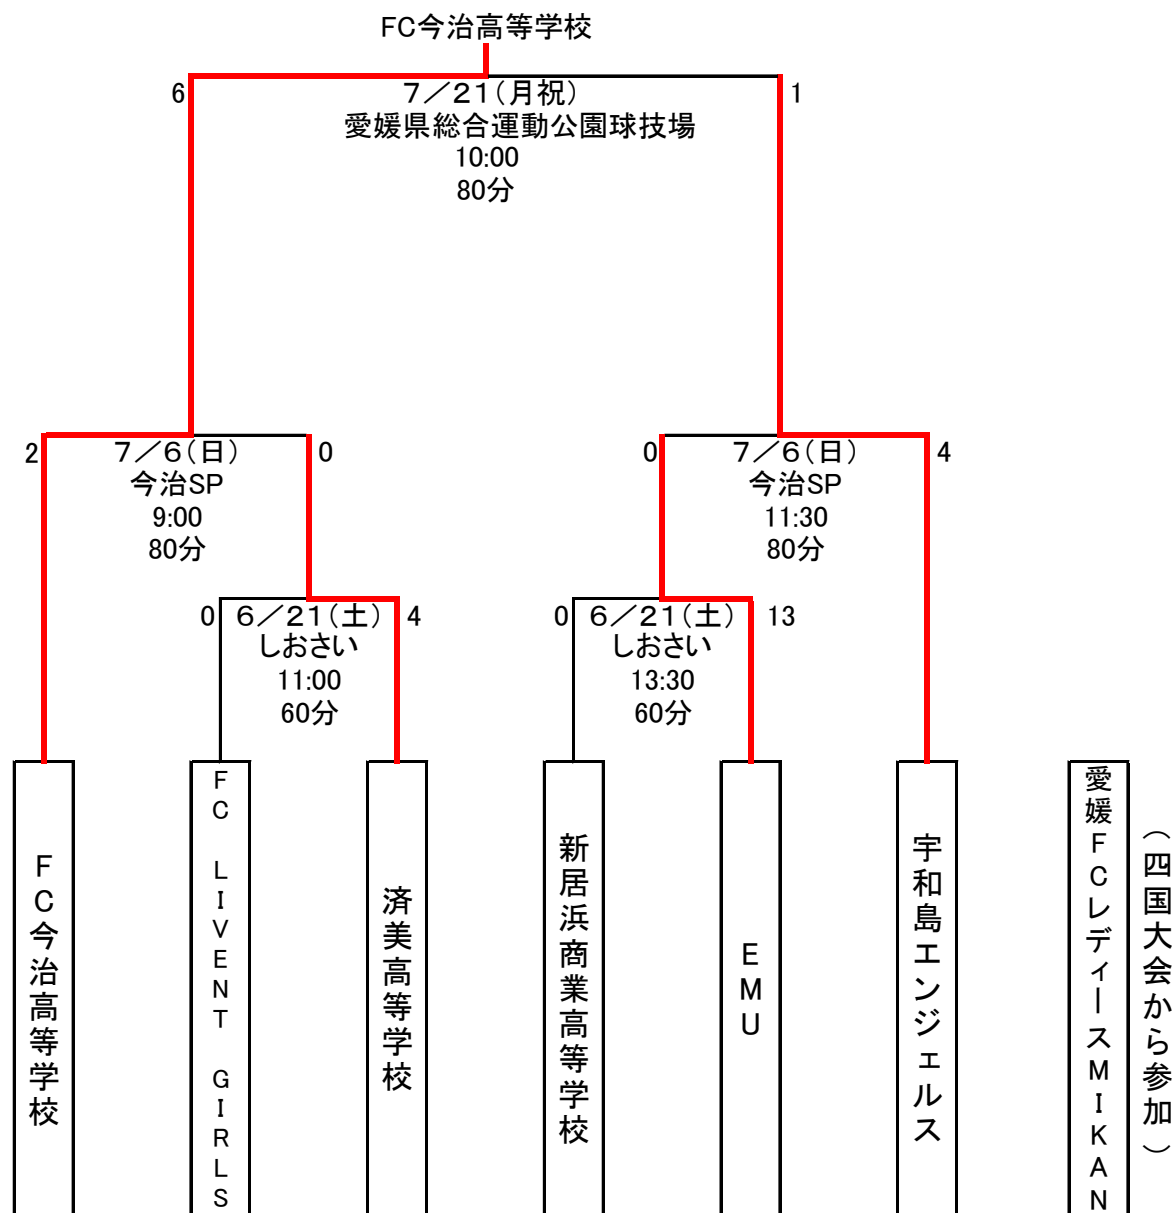 FC今治高等学校
6
7／21（月祝）
1
愛媛県総合運動公園球技場
10:00
80分
2
7／6（日）
0
今治SP
9:00
80分
0
7／6（日）
4
今治SP
11:30
80分
0
6／21（土）
4
しおさい
11:00
60分
0
6／21（土）
13
しおさい
13:30
60分
FC今治高等学校
FC LIVENT GIRLS
済美高等学校
新居浜商業高等学校
EMU
宇和島エンジェルス
愛媛FCレディースMIKAN
（四国大会から参加）